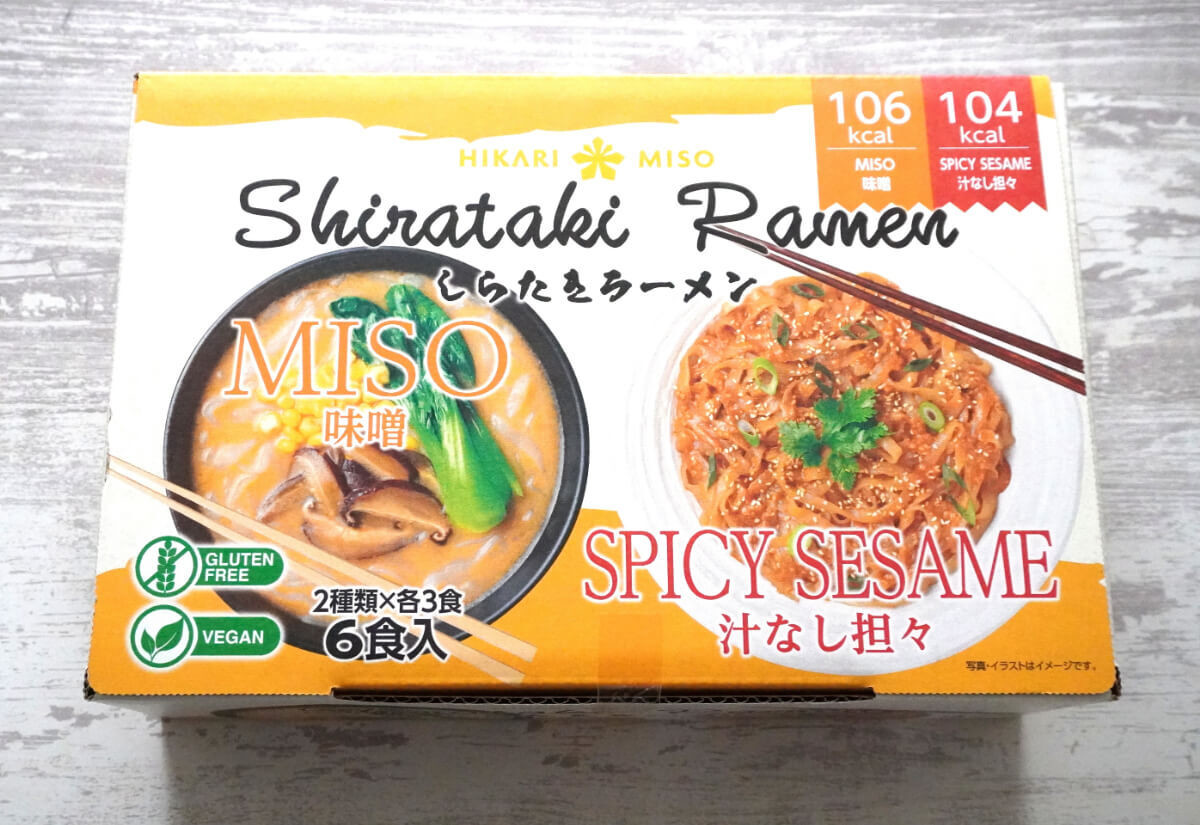 106
kcal
MISO
味噌
104
kcal
SPICY SESAME
汁なし担々
HIKARI MISO
Shirataki Ramen
しらたきラーメン
MISO
味噌
SPICY SESAME
汁なし担々
GLUTEN
FREE
VEGAN
2種類×各3食
6食入
写真・イラストはイメージです。